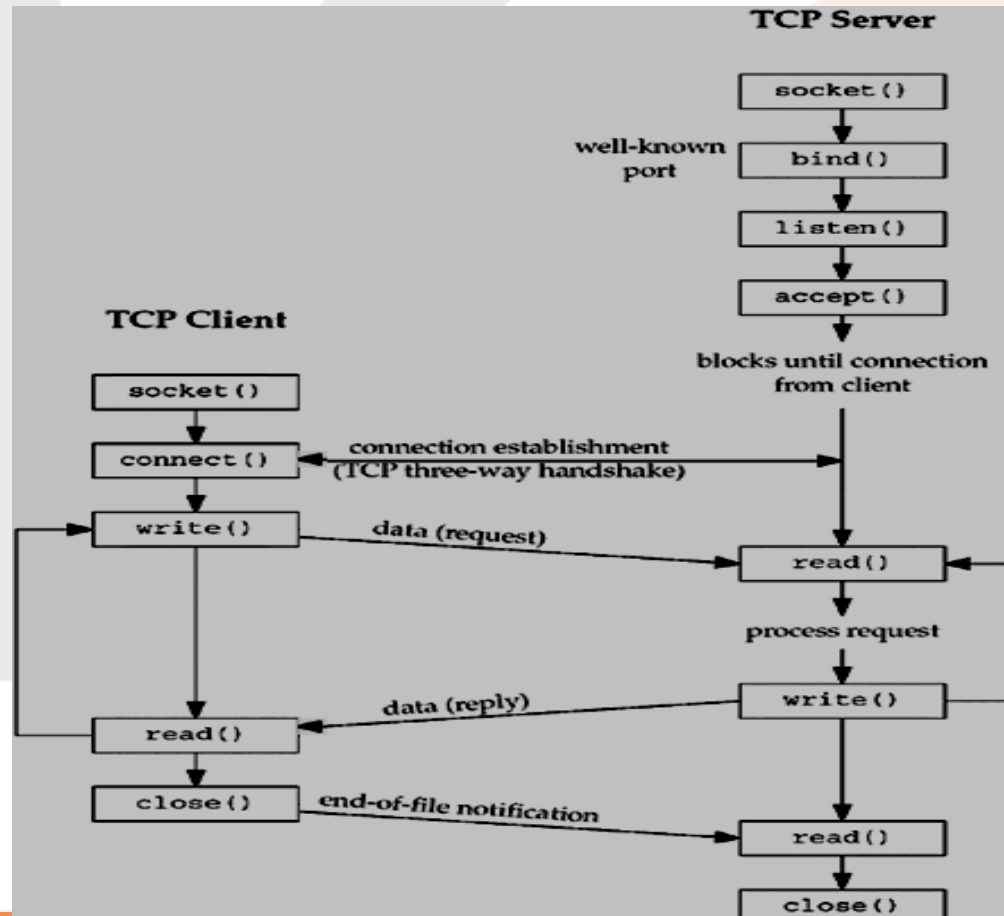 TCP Server
socket()
well-known
port
bind()
listen()
accept()
blocks until connection
from client
TCP Client
socket()
connect()
connection establishment
(TCP three-way handshake)
write()
data (request)
read()
process request
write()
data (reply)
read()
close()
end-of-file notification
read()
close()